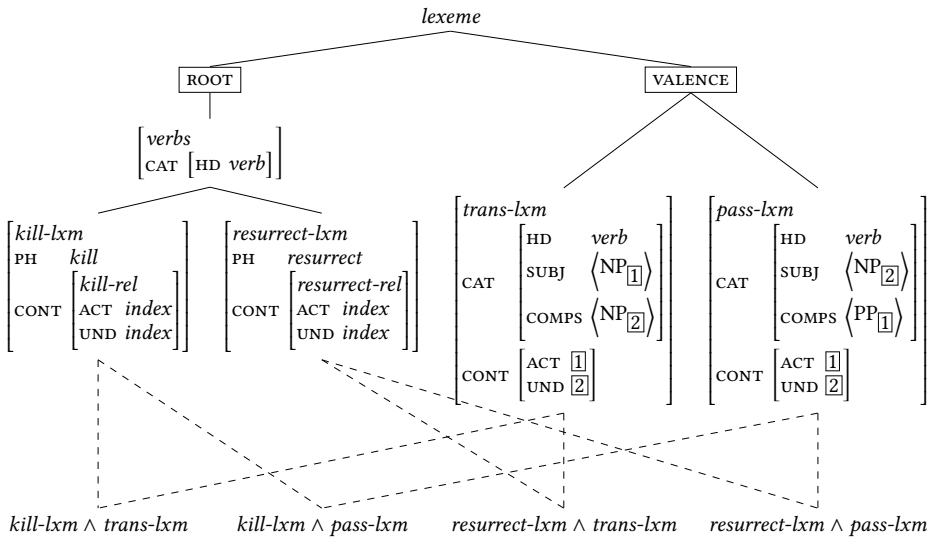 lexeme
ROOT
VALENCE
verbs
CAT [HD verb]
kill-lxm
PH kill
CONT [kill-rel
ACT index
UND index]
resurrect-lxm
PH resurrect
CONT [resurrect-rel
ACT index
UND index]
trans-lxm
CAT [HD verb
SUBJ ⟨NP1⟩
COMPS ⟨NP2⟩]
CONT [ACT 1
UND 2]
pass-lxm
CAT [HD verb
SUBJ ⟨NP2⟩
COMPS ⟨PP1⟩]
CONT [ACT 1
UND 2]
kill-lxm ∧ trans-lxm
kill-lxm ∧ pass-lxm
resurrect-lxm ∧ trans-lxm
resurrect-lxm ∧ pass-lxm